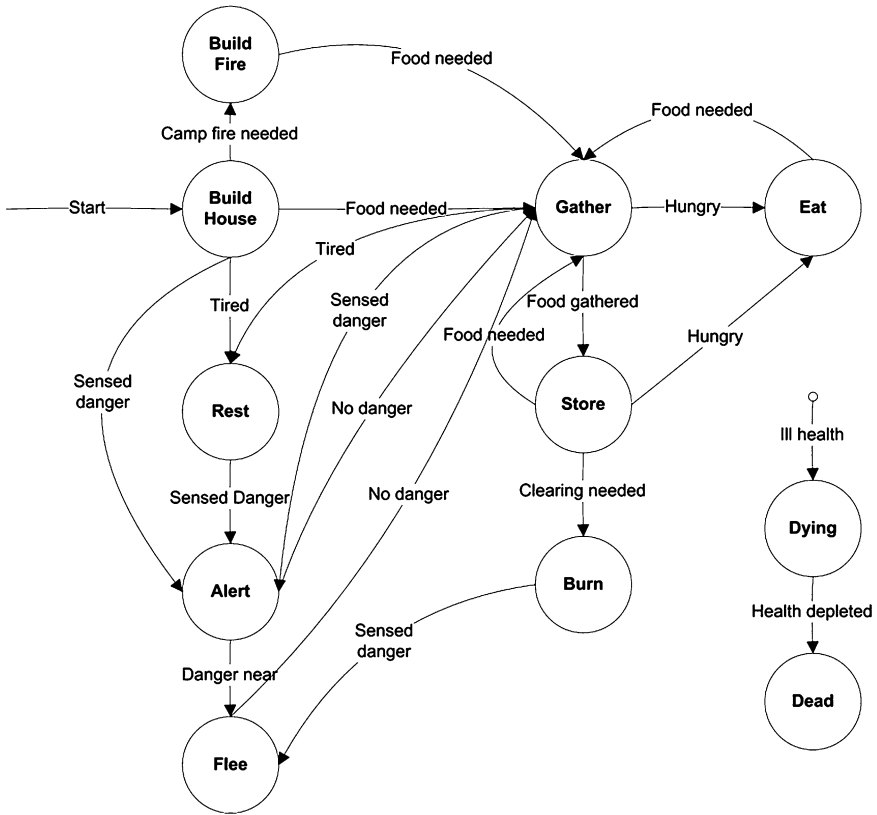 Build
Fire
Food needed
Food needed
Camp fire needed
Start
Build
House
Food needed
Gather
Hungry
Eat
Tired
Tired
Sensed
danger
Food gathered
Food needed
Hungry
Sensed
danger
Rest
No danger
Store
Ill health
Sensed Danger
No danger
Clearing needed
Dying
Alert
Burn
Health depleted
Sensed
danger
Danger near
Dead
Flee